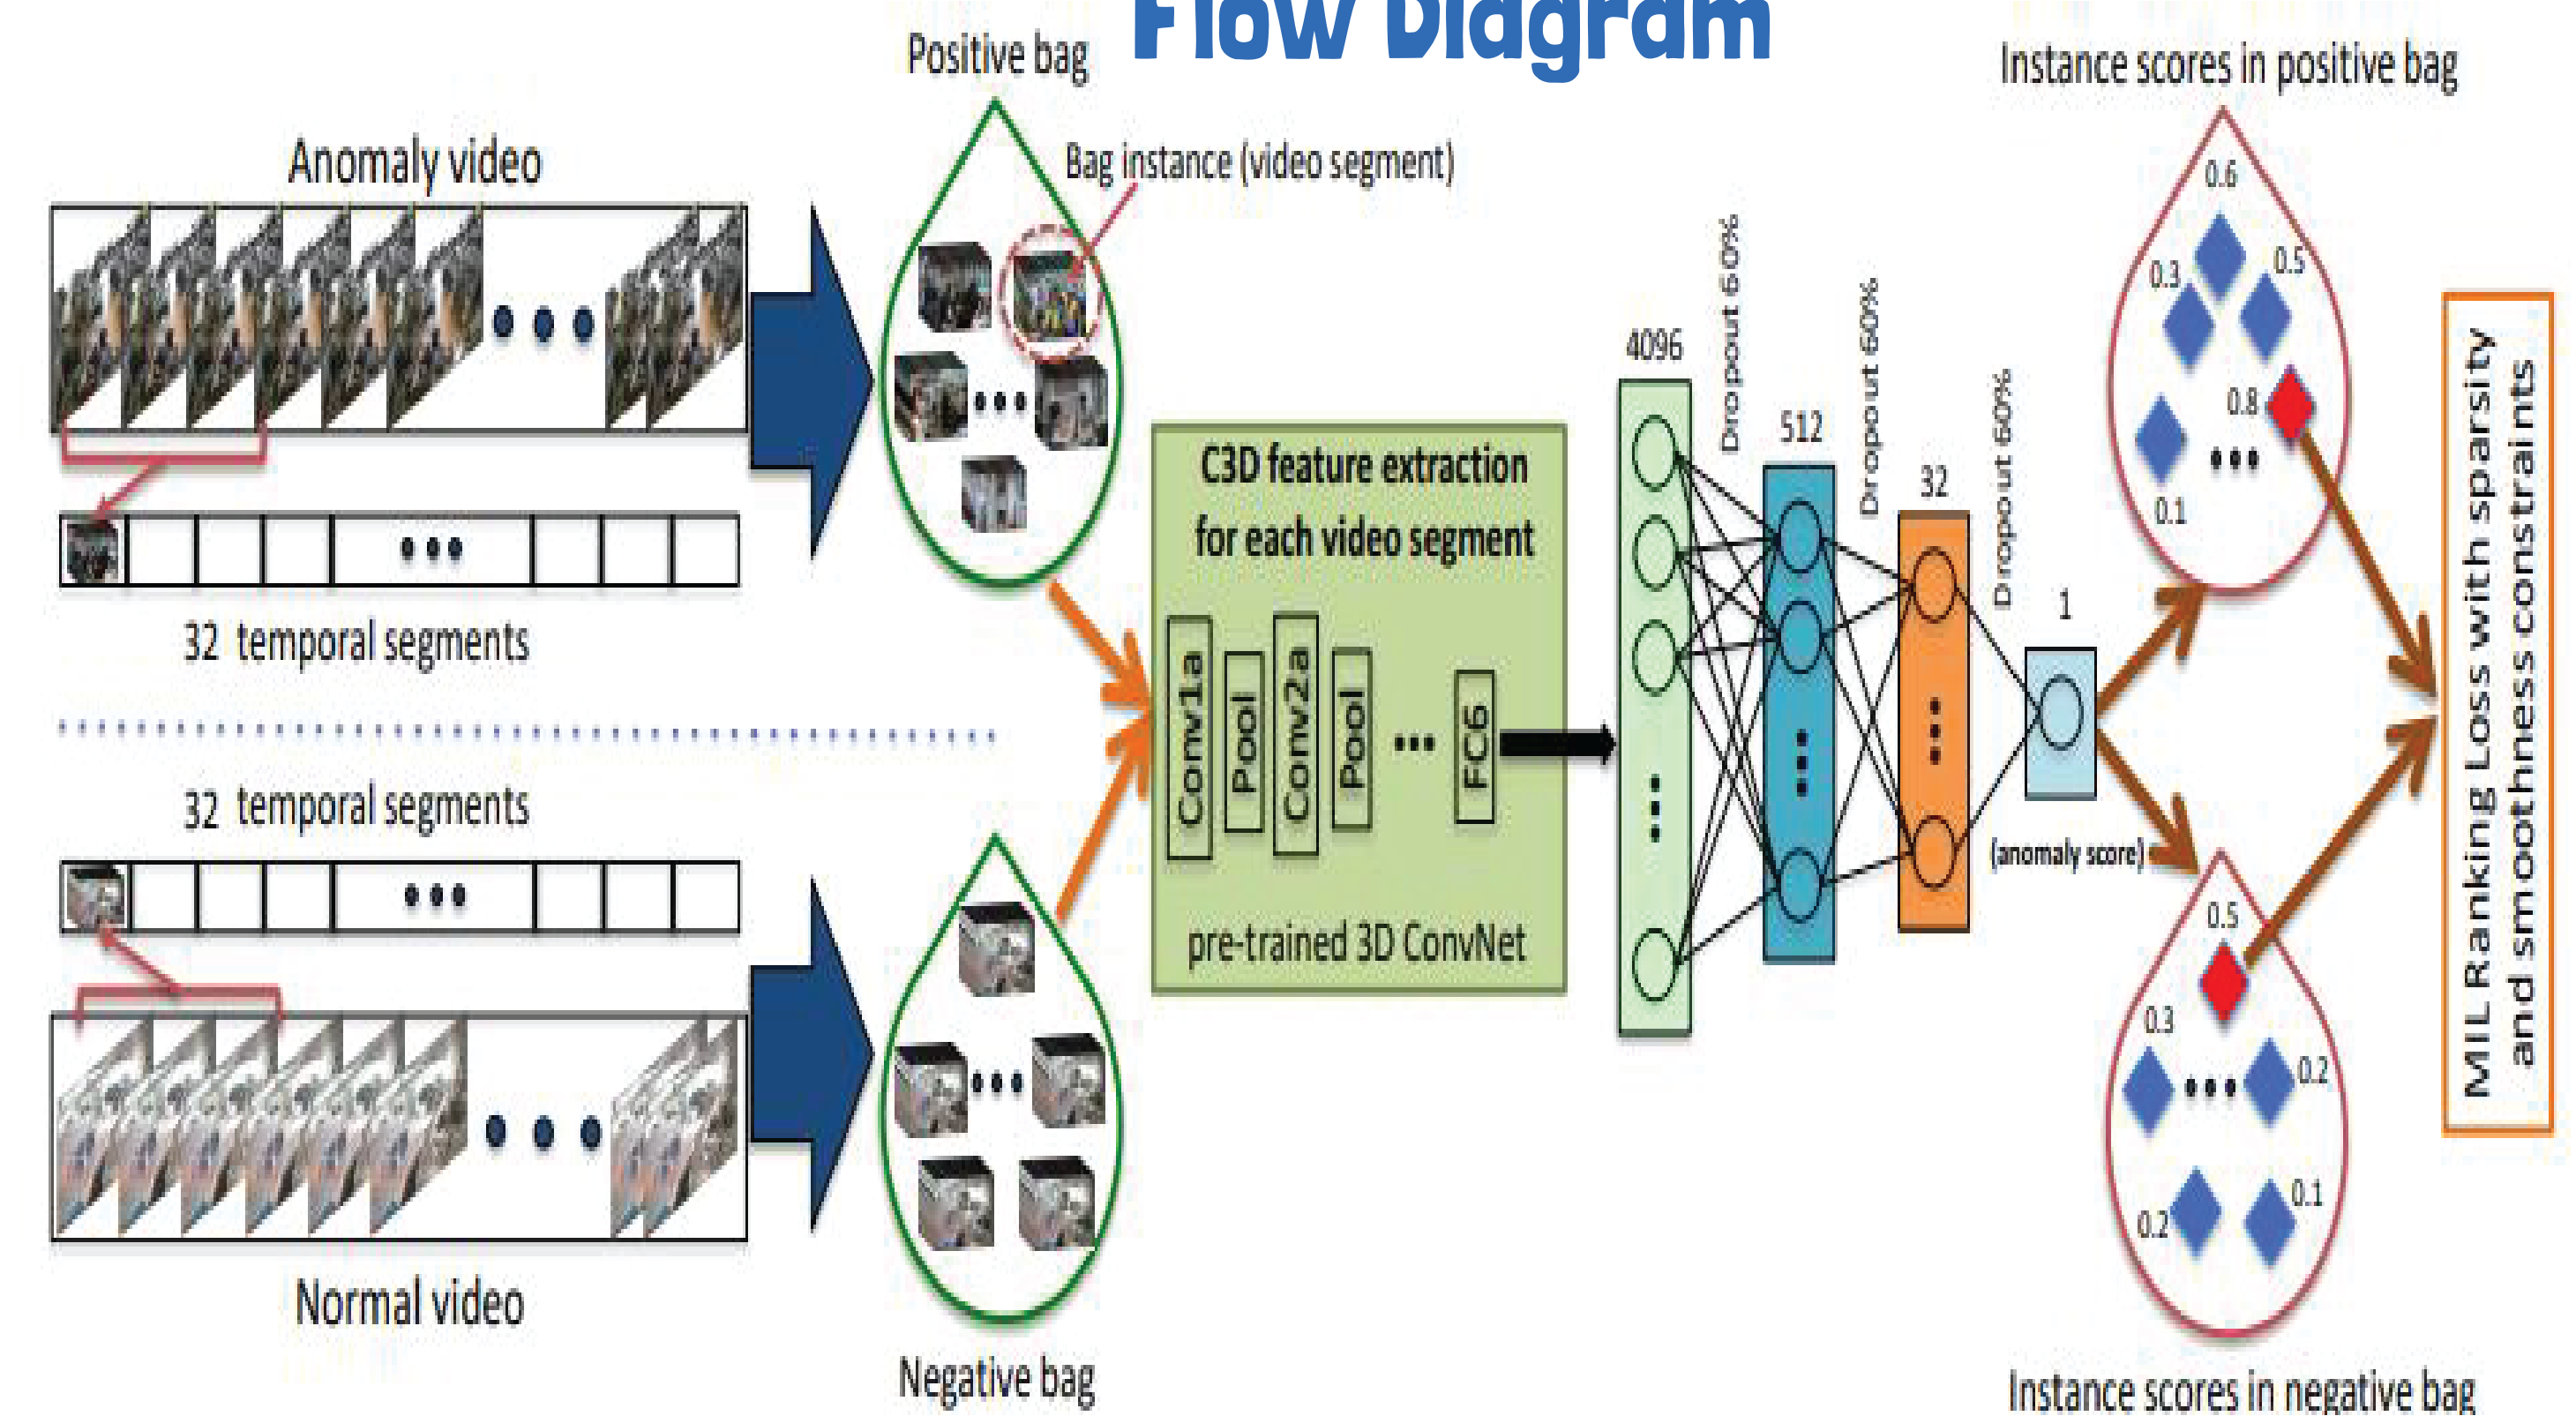 Flow Diagram
Positive bag
Instance scores in positive bag
Anomaly video
Bag instance (video segment)
32 temporal segments
32 temporal segments
Normal video
Negative bag
C3D feature extraction
for each video segment
Conv1a
Pool
Conv2a
Pool
...
FC6
pre-trained 3D ConvNet
4096
Dropout 60%
512
Dropout 60%
32
Dropout 60%
1
(anomaly score)
0.6
0.3
0.5
0.8
0.1
0.5
0.3
0.2
0.2
0.1
Instance scores in negative bag
MIL Ranking Loss with sparsity
and smoothness constraints